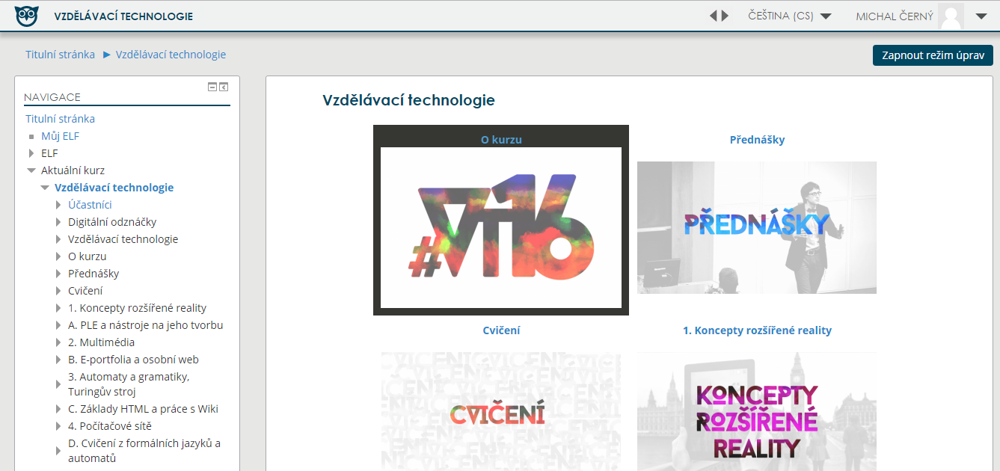 VZDĚLÁVACÍ TECHNOLOGIE
ČEŠTINA (CS)
MICHAL ČERNÝ
Titulní stránka ► Vzdělávací technologie
Zapnout režim úprav
NAVIGACE
Titulní stránka
Můj ELF
ELF
Aktuální kurz
Vzdělávací technologie
Účastníci
Digitální odznáčky
Vzdělávací technologie
O kurzu
Přednášky
Cvičení
1. Koncepty rozšířené reality
A. PLE a nástroje na jeho tvorbu
2. Multimédia
B. E-portfolia a osobní web
3. Automaty a gramatiky,
Turingův stroj
C. Základy HTML a práce s Wiki
4. Počítačové sítě
D. Cvičení z formálních jazyků a
automatů
Vzdělávací technologie
O kurzu
#VT16
Přednášky
PŘEDNÁŠKY
Cvičení
CVIČENÍ
1. Koncepty rozšířené reality
KONCEPTY
ROZŠÍŘENÉ
REALITY